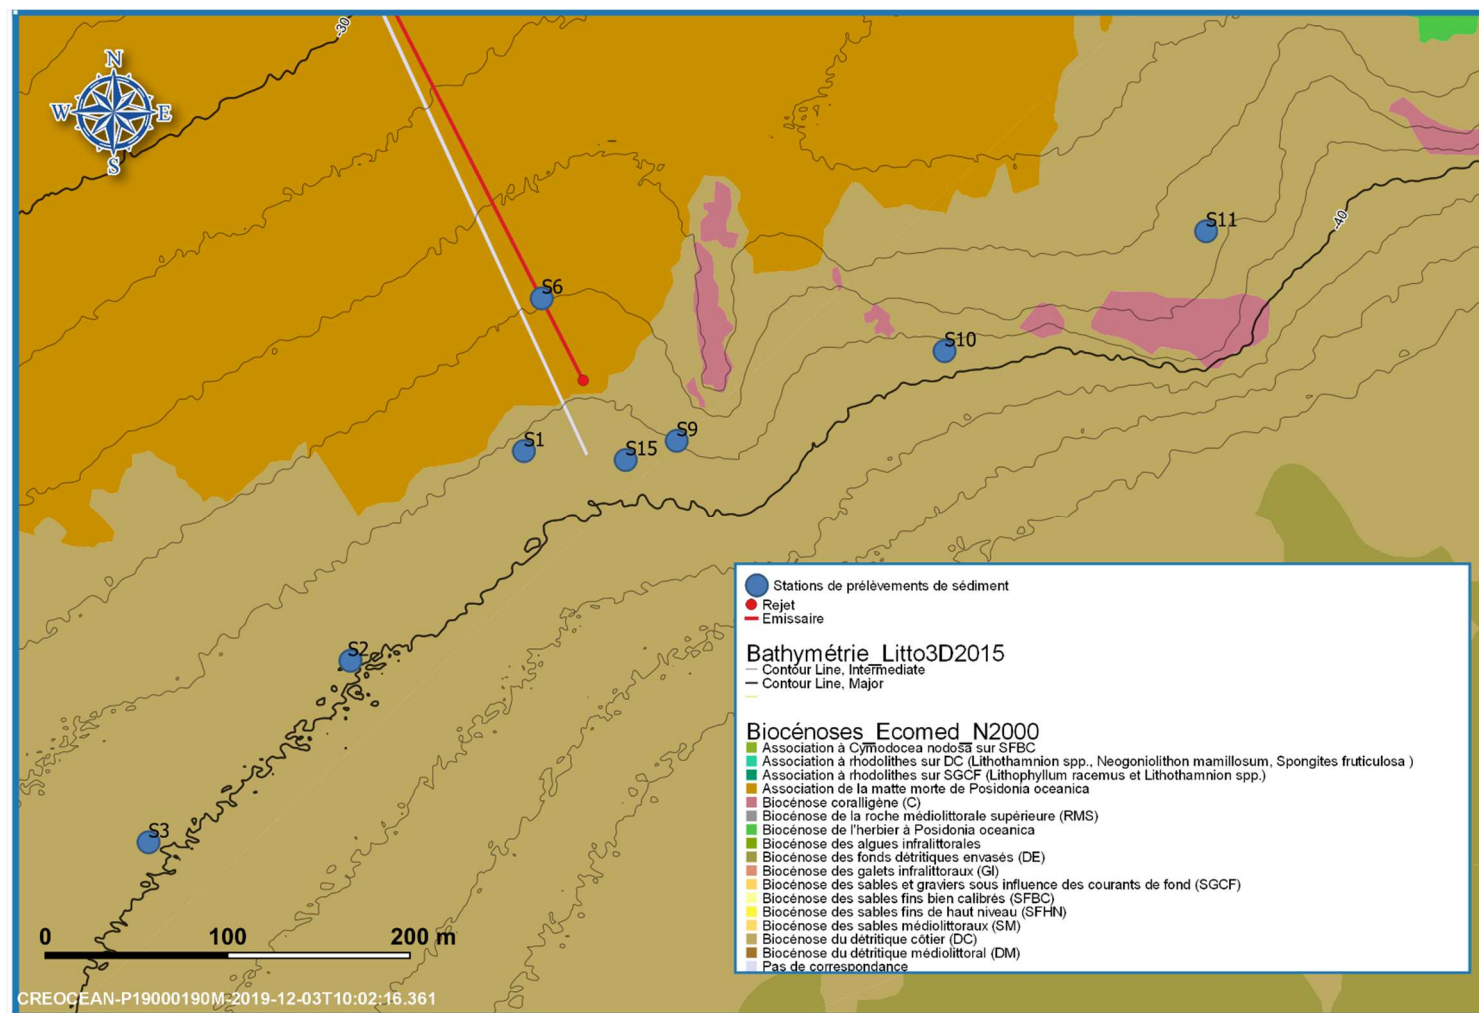 -30
N
W
E
S
S11
-40
S6
S10
S9
S1
S15
S2
S3
Stations de prélèvements de sédiment
Rejet
Emissaire
Bathymétrie_Litto3D2015
Contour Line, Intermediate
Contour Line, Major
Biocénoses_Ecomed_N2000
Association à Cymodocea nodosa sur SFBC
Association à rhodolithes sur DC (Lithothamnion spp., Neogoniolithon mamillosum, Spongites fruticulosa )
Association à rhodolithes sur SGCF (Lithophyllum racemus et Lithothamnion spp.)
Association de la matte morte de Posidonia oceanica
Biocénose coralligène (C)
Biocénose de la roche médiolittorale supérieure (RMS)
Biocénose de l'herbier à Posidonia oceanica
Biocénose des algues infralittorales
Biocénose des fonds détritiques envasés (DE)
Biocénose des galets infralittoraux (GI)
Biocénose des sables et graviers sous influence des courants de fond (SGCF)
Biocénose des sables fins bien calibrés (SFBC)
Biocénose des sables fins de haut niveau (SFHN)
Biocénose des sables médiolittoraux (SM)
Biocénose du détritique côtier (DC)
Biocénose du détritique médiolittoral (DM)
Pas de correspondance
0 100 200 m
CREOCEAN-P19000190M-2019-12-03T10:02:16.361